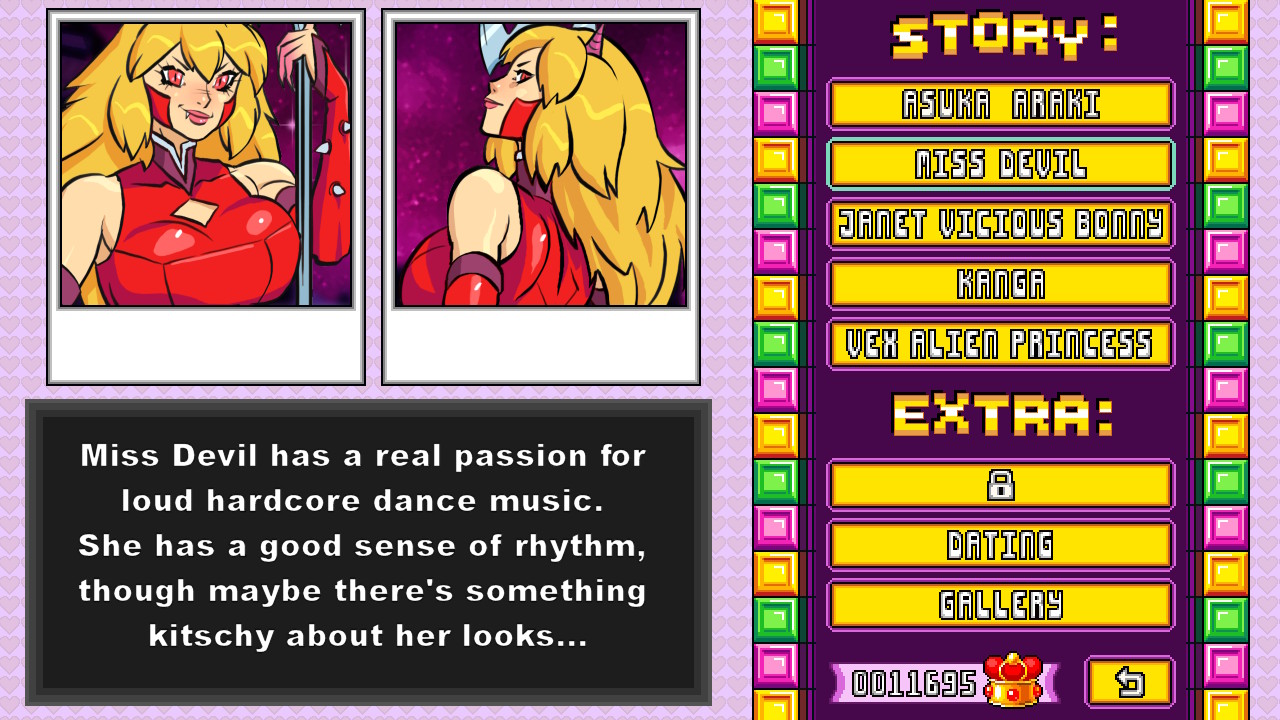 Miss Devil has a real passion for
loud hardcore dance music.
She has a good sense of rhythm,
though maybe there's something
kitschy about her looks...
STORY:
ASUKA ARAKI
MISS DEVIL
JANET VICIOUS BONNY
KANGA
VEX ALIEN PRINCESS
EXTRA:
DATING
GALLERY
0011695